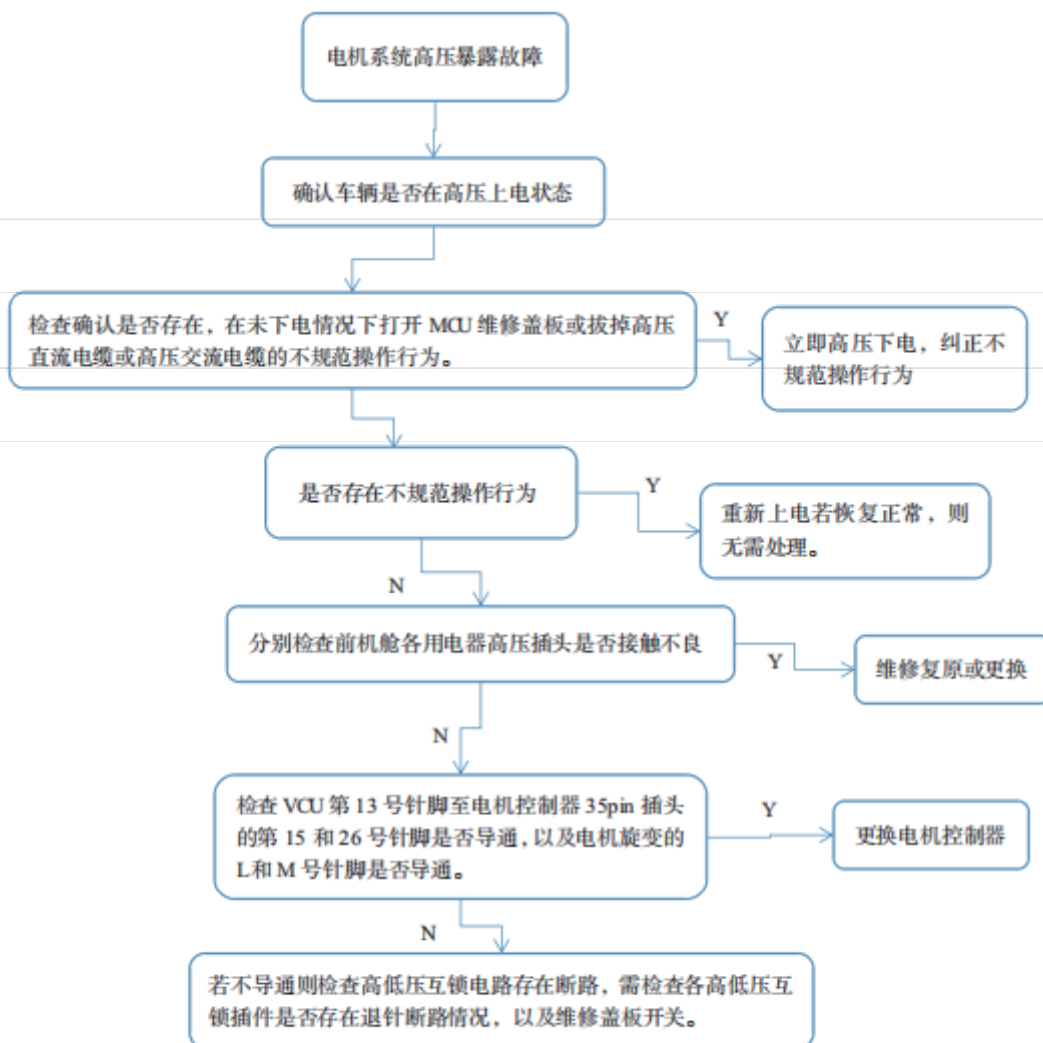 电机系统高压暴露故障
确认车辆是否在高压上电状态
检查确认是否存在，在未下电情况下打开 MCU 维修盖板或拔掉高压
直流电缆或高压交流电缆的不规范操作行为。
Y
立即高压下电，纠正不
规范操作行为
是否存在不规范操作行为
Y
重新上电若恢复正常，则
无需处理。
N
分别检查前机舱各用电器高压插头是否接触不良
Y
维修复原或更换
N
检查 VCU 第 13 号针脚至电机控制器 35pin 插头
的第 15 和 26 号针脚是否导通，以及电机旋变的
L和 M 号针脚是否导通。
Y
更换电机控制器
N
若不导通则检查高低压互锁电路存在断路，需检查各高低压互
锁插件是否存在退针断路情况，以及维修盖板开关。